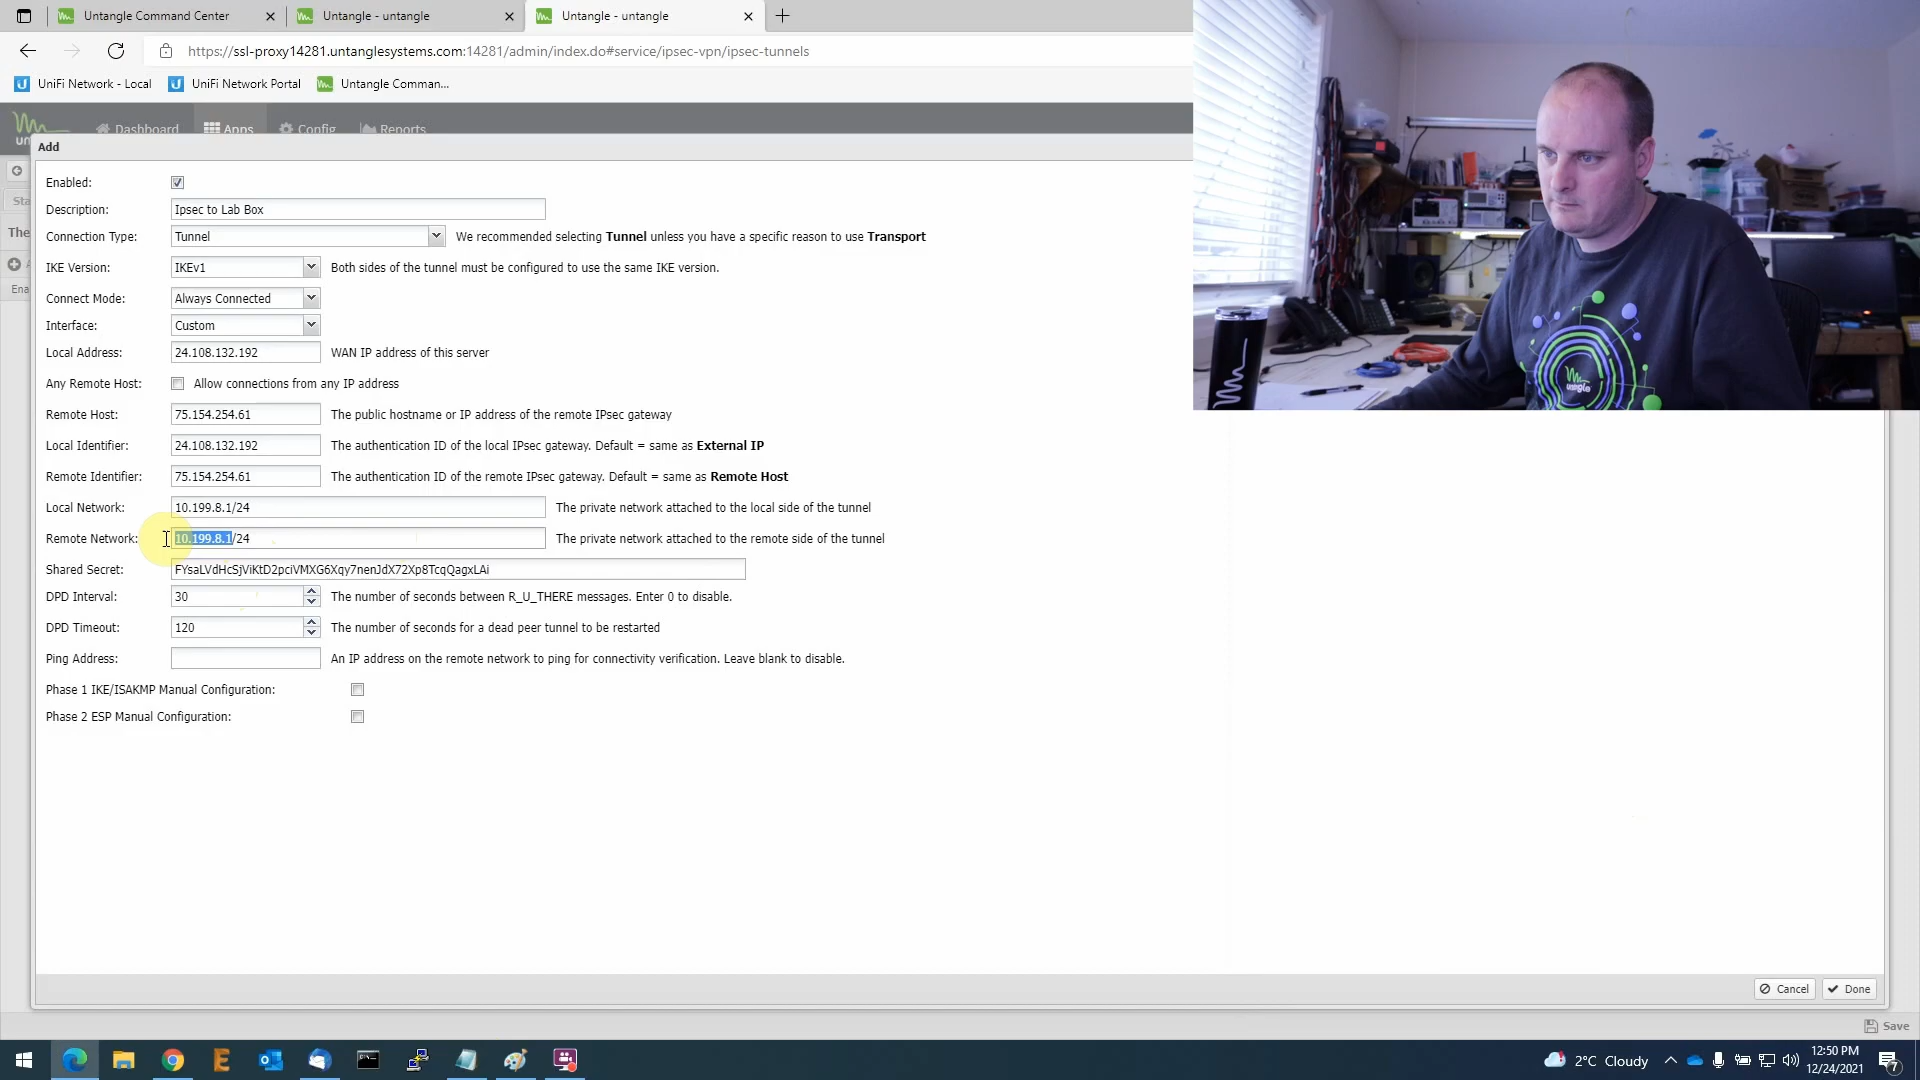 Untangle Command Center
Untangle - untangle
Untangle - untangle
https://ssl-proxy14281.untanglesystems.com:14281/admin/index.do#service/ipsec-vpn/ipsec-tunnels
UniFi Network - Local
UniFi Network Portal
Untangle Comman...
Dashboard
Apps
Config
Reports
Add
Enabled:
Sta
Description: Ipsec to Lab Box
The
Connection Type: Tunnel We recommended selecting Tunnel unless you have a specific reason to use Transport
IKE Version: IKEv1 Both sides of the tunnel must be configured to use the same IKE version.
Ena
Connect Mode: Always Connected
Interface: Custom
Local Address: 24.108.132.192 WAN IP address of this server
Any Remote Host: Allow connections from any IP address
Remote Host: 75.154.254.61 The public hostname or IP address of the remote IPsec gateway
Local Identifier: 24.108.132.192 The authentication ID of the local IPsec gateway. Default = same as External IP
Remote Identifier: 75.154.254.61 The authentication ID of the remote IPsec gateway. Default = same as Remote Host
Local Network: 10.199.8.1/24 The private network attached to the local side of the tunnel
Remote Network: 10.199.8.1/24 The private network attached to the remote side of the tunnel
Shared Secret: FYsaLVdHcSjViKtD2pciVMXG6Xqy7nenJdX72Xp8TcqQagxLAi
DPD Interval: 30 The number of seconds between R_U_THERE messages. Enter 0 to disable.
DPD Timeout: 120 The number of seconds for a dead peer tunnel to be restarted
Ping Address: An IP address on the remote network to ping for connectivity verification. Leave blank to disable.
Phase 1 IKE/ISAKMP Manual Configuration:
Phase 2 ESP Manual Configuration:
Cancel
Done
Save
2°C Cloudy
12:50 PM
12/24/2021
7
untangle